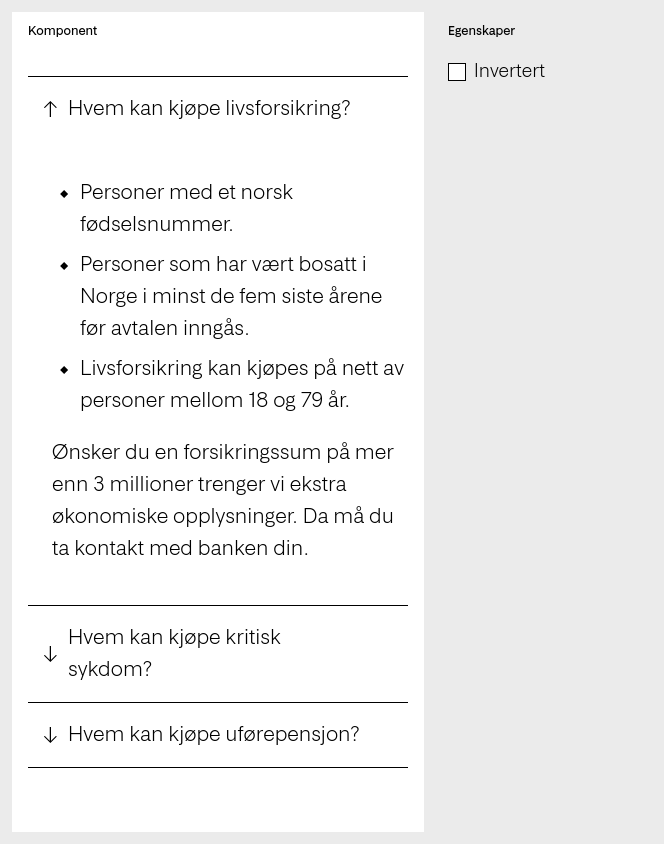 Komponent
Hvem kan kjøpe livsforsikring?
Personer med et norsk
fødselsnummer.
Personer som har vært bosatt i
Norge i minst de fem siste årene
før avtalen inngås.
Livsforsikring kan kjøpes på nett av
personer mellom 18 og 79 år.
Ønsker du en forsikringssum på mer
enn 3 millioner trenger vi ekstra
økonomiske opplysninger. Da må du
ta kontakt med banken din.
Hvem kan kjøpe kritisk
sykdom?
Hvem kan kjøpe uførepensjon?
Egenskaper
Invertert